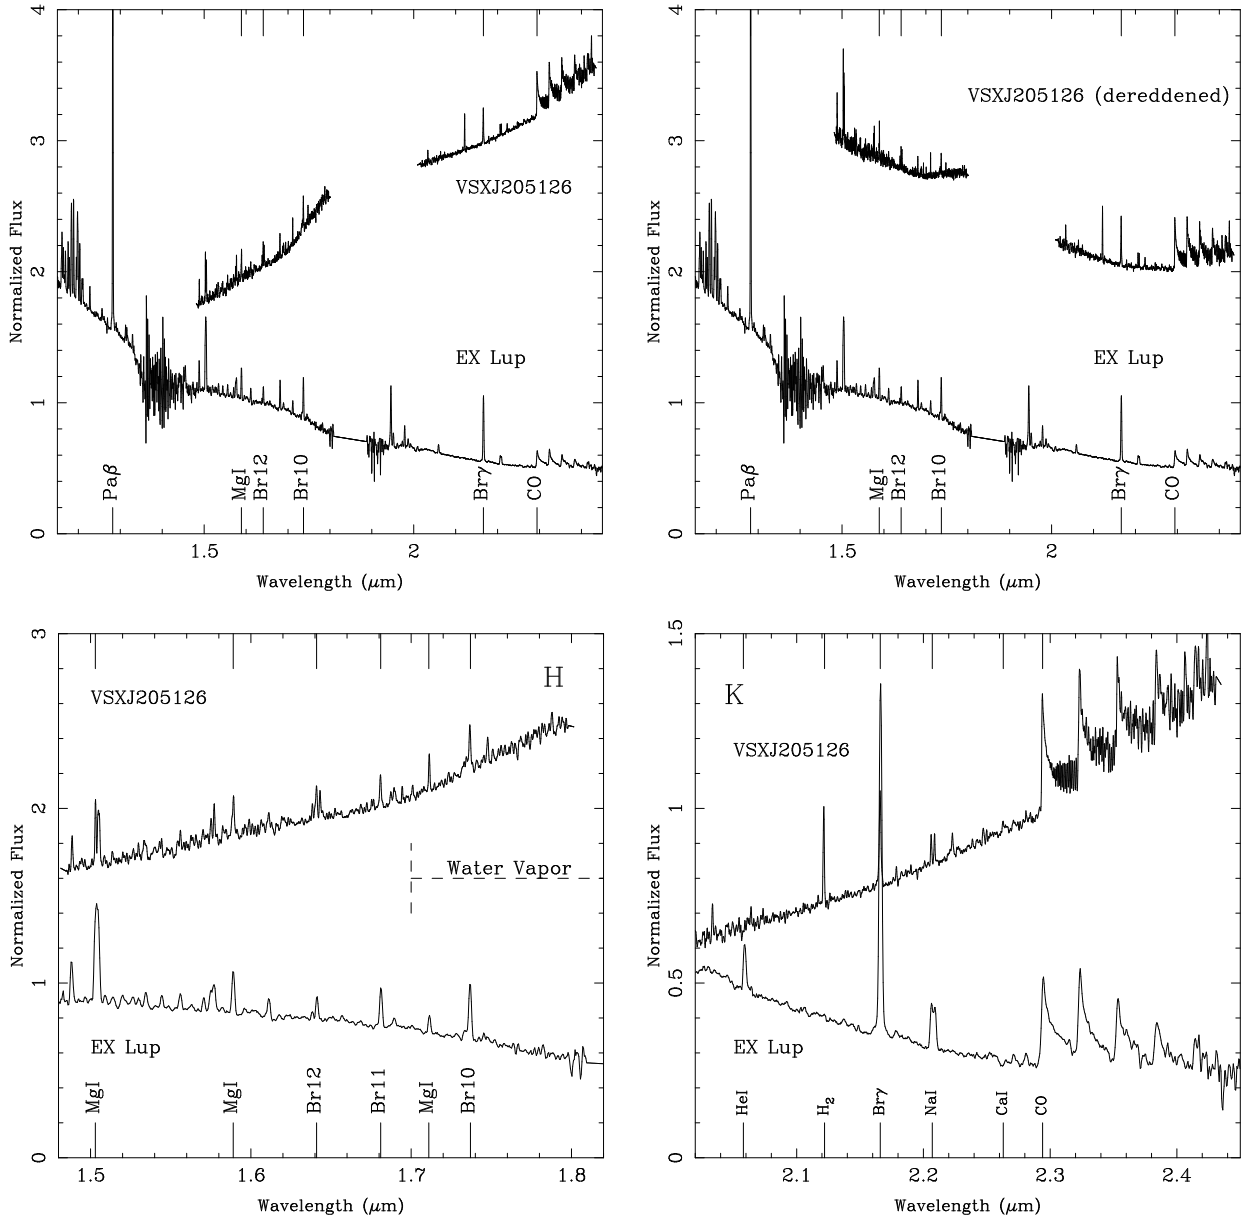 4
3
2
1
0
Normalized Flux
VSXJ205126
EX Lup
Paβ
MgI
Br12
Br10
Brγ
CO
1.5
2
Wavelength (μm)
4
3
2
1
0
Normalized Flux
VSXJ205126 (dereddened)
EX Lup
Paβ
MgI
Br12
Br10
Brγ
CO
1.5
2
Wavelength (μm)
3
2
1
0
Normalized Flux
H
VSXJ205126
Water Vapor
EX Lup
MgI
MgI
Br12
Br11
MgI
Br10
1.5
1.6
1.7
1.8
Wavelength (μm)
1.5
1
0.5
0
Normalized Flux
K
VSXJ205126
EX Lup
HeI
H₂
Brγ
NaI
CaI
CO
2.1
2.2
2.3
2.4
Wavelength (μm)